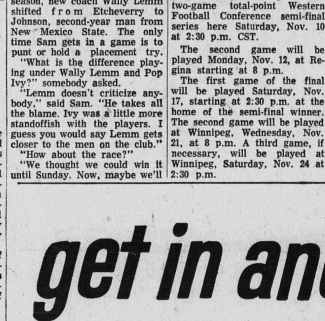 season, new coach Wally Lemm
shifted from Etcheverry to
Johnson, second-year man from
New Mexico State. The only
time Sam gets in a game is to
punt or hold a placement try.
"What is the difference play-
ing under Wally Lemm and Pop
Ivy?" somebody asked.
"Lemm doesn't criticize any-
body," said Sam. "He takes all
the blame. Ivy was a little more
standoffish with the players. I
guess you would say Lemm gets
closer to the men on the club."
"How about the race?"
"We thought we could win it
until Sunday. Now, maybe we'll
two-game total-point Western
Football Conference semi-final
series here Saturday, Nov. 10
at 2:30 p.m. CST.
The second game will be
played Monday, Nov. 12, at Re-
gina starting at 8 p.m.
The first game of the final
will be played Saturday, Nov.
17, starting at 2:30 p.m. at the
home of the semi-final winner.
The second game will be played
at Winnipeg, Wednesday, Nov.
21, at 8 p.m. A third game, if
necessary, will be played at
Winnipeg, Saturday, Nov. 24 at
2:30 p.m.
get in an